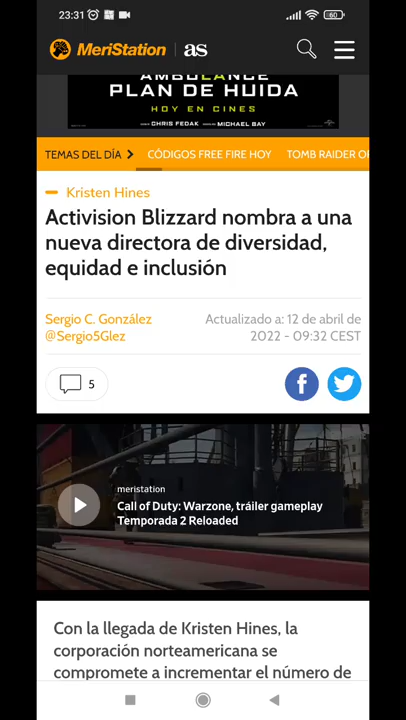 23:31
60
MeriStation | as
AMBULANCE
PLAN DE HUIDA
HOY EN CINES
CHRIS FEDAK MICHAEL BAY
TEMAS DEL DÍA
CÓDIGOS FREE FIRE HOY
TOMB RAIDER
Kristen Hines
Activision Blizzard nombra a una
nueva directora de diversidad,
equidad e inclusión
Sergio C. González
@Sergio5Glez
Actualizado a: 12 de abril de
2022 - 09:32 CEST
5
meristation
Call of Duty: Warzone, tráiler gameplay
Temporada 2 Reloaded
Con la llegada de Kristen Hines, la
corporación norteamericana se
compromete a incrementar el número de